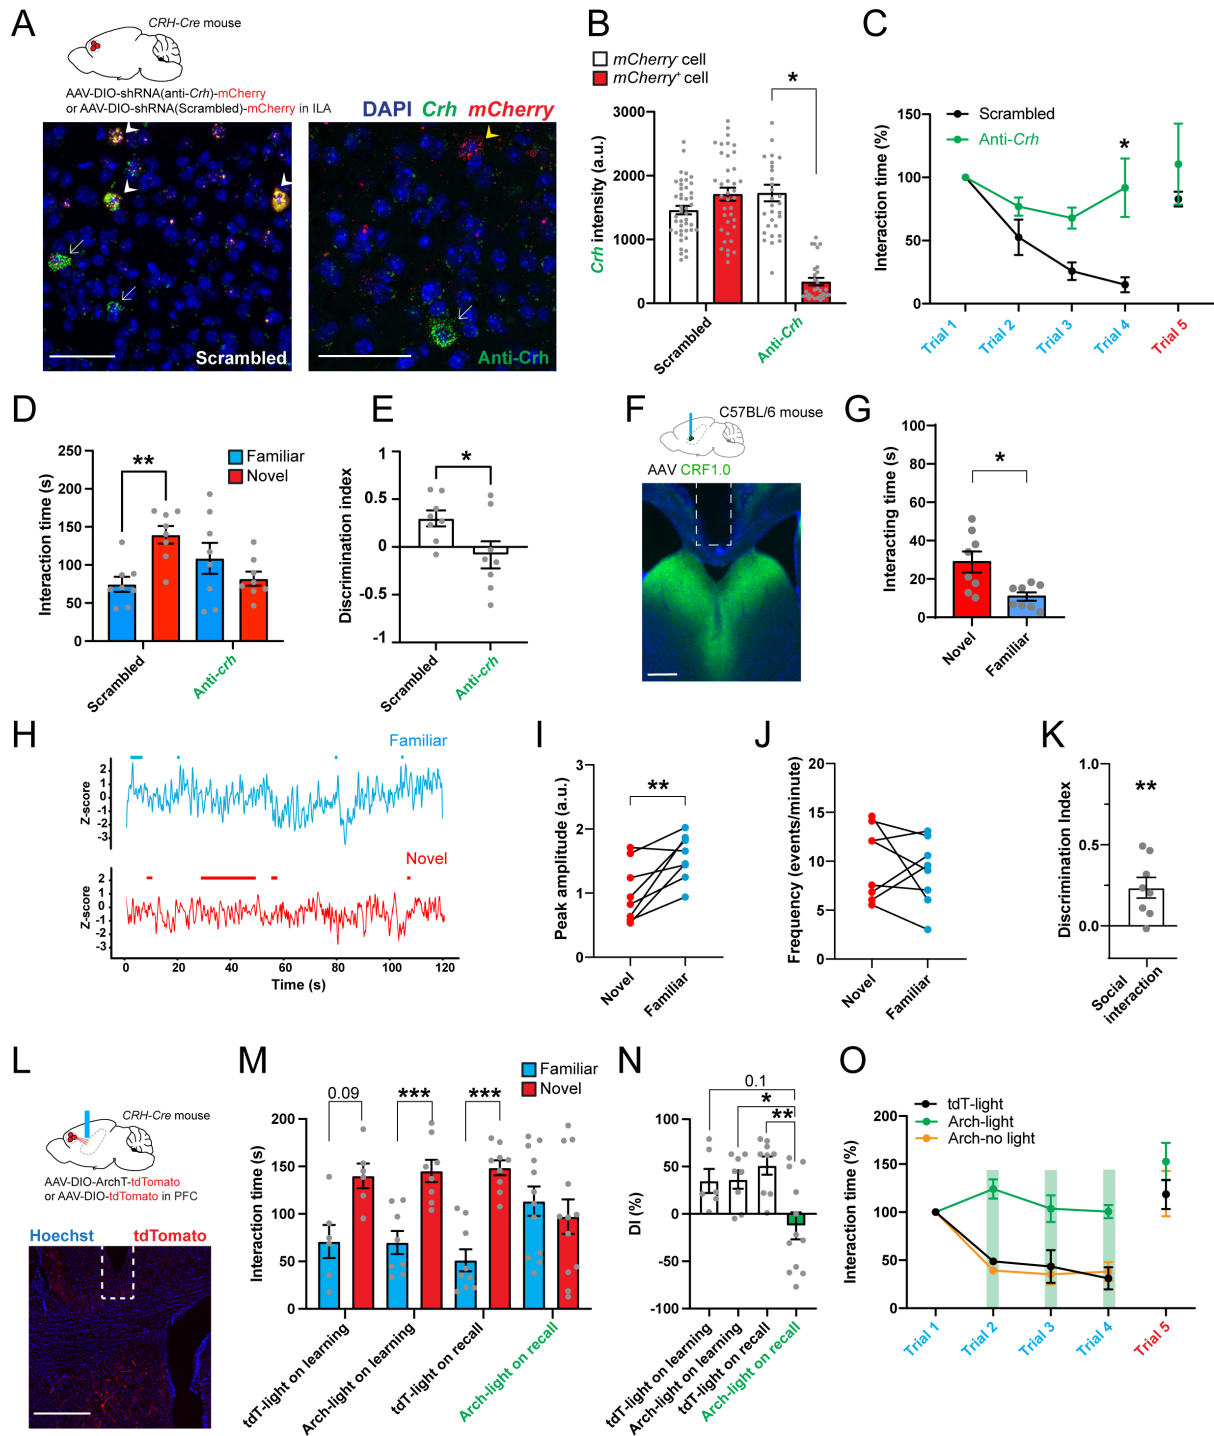 A
CRH-Cre mouse
AAV-DIO-shRNA(anti-Crh)-mCherry
or AAV-DIO-shRNA(Scrambled)-mCherry in ILA
DAPI Crh mCherry
Scrambled
Anti-Crh
B
mCherry- cell
mCherry+ cell
*
3000
2000
1000
0
Crh intensity (a.u.)
Scrambled
Anti-Crh
C
Scrambled
Anti-Crh
*
150
100
50
0
Interaction time (%)
Trial 1
Trial 2
Trial 3
Trial 4
Trial 5
D
Familiar
Novel
**
250
200
150
100
50
0
Interaction time (s)
Scrambled
Anti-crh
E
*
1
0.5
0
-0.5
-1
Discrimination index
Scrambled
Anti-crh
F
C57BL/6 mouse
AAV CRF1.0
G
*
100
80
60
40
20
0
Interacting time (s)
Novel
Familiar
H
Familiar
2
1
0
-1
-2
-3
Z-score
Novel
2
1
0
-1
-2
-3
Z-score
0
20
40
60
80
100
120
Time (s)
I
**
3
2
1
0
Peak amplitude (a.u.)
Novel
Familiar
J
20
15
10
5
0
Frequency (events/minute)
Novel
Familiar
K
**
1.0
0.5
0.0
Discrimination Index
Social
interaction
L
CRH-Cre mouse
AAV-DIO-ArchT-tdTomato
or AAV-DIO-tdTomato in PFC
Hoechst
tdTomato
M
Familiar
Novel
0.09
***
***
200
150
100
50
0
Interaction time (s)
tdT-light on learning
Arch-light on learning
tdT-light on recall
Arch-light on recall
N
0.1
*
**
100
50
0
-50
-100
DI (%)
tdT-light on learning
Arch-light on learning
tdT-light on recall
Arch-light on recall
O
tdT-light
Arch-light
Arch-no light
200
150
100
50
0
Interaction time (%)
Trial 1
Trial 2
Trial 3
Trial 4
Trial 5